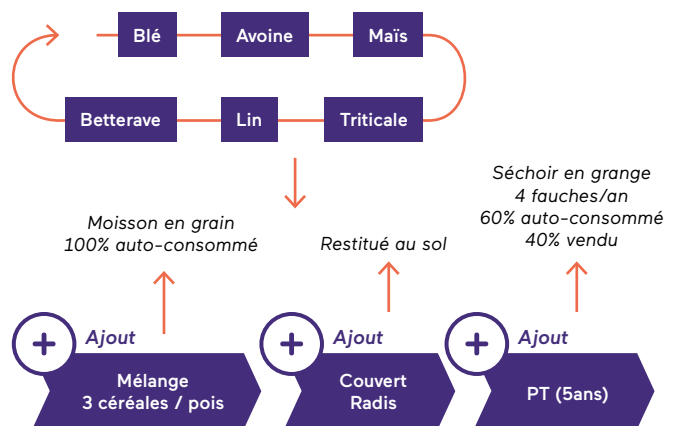 Blé
Avoine
Maïs
Betterave
Lin
Triticale
Moisson en grain
100% auto-consommé
Restitué au sol
Séchoir en grange
4 fauches/an
60% auto-consommé
40% vendu
+
Ajout
Mélange
3 céréales / pois
+
Ajout
Couvert
Radis
+
Ajout
PT (5ans)